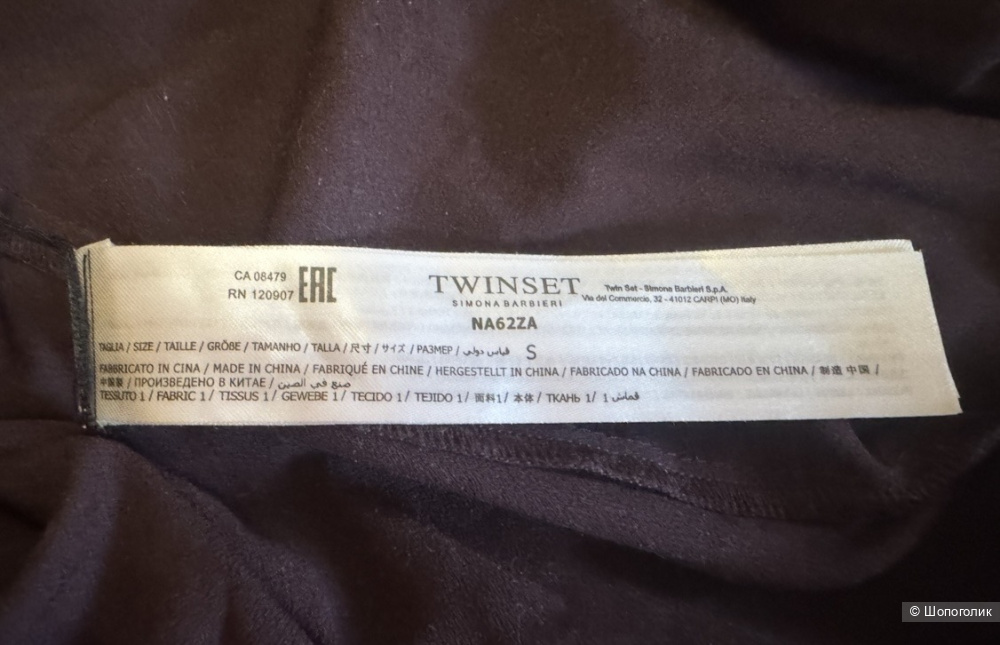 CA 08479
RN 120907
EAC
TWINSET
SIMONA BARBIERI
Twin Set - Simona Barbieri S.p.A.
Via del Commercio, 32 - 41012 CARPI (MO) Italy
NA62ZA
TAGLIA / SIZE / TAILLE / GRÖBE / TAMANHO / TALLA / 尺寸 / サイズ / РАЗМЕР / قياس دولي S
FABBRICATO IN CINA / MADE IN CHINA / FABRIQUÉ EN CHINE / HERGESTELLT IN CHINA / FABRICADO NA CHINA / FABRICADO EN CHINA / 制造 中国 /
中国製 / ПРОИЗВЕДЕНО В КИТАЕ / صنع في الصين
TESSUTO 1 / FABRIC 1 / TISSUS 1 / GEWEBE 1 / TECIDO 1 / TEJIDO 1 / 面料1/ 本体/ ТКАНЬ 1/ قماش 1
© Шопоголик